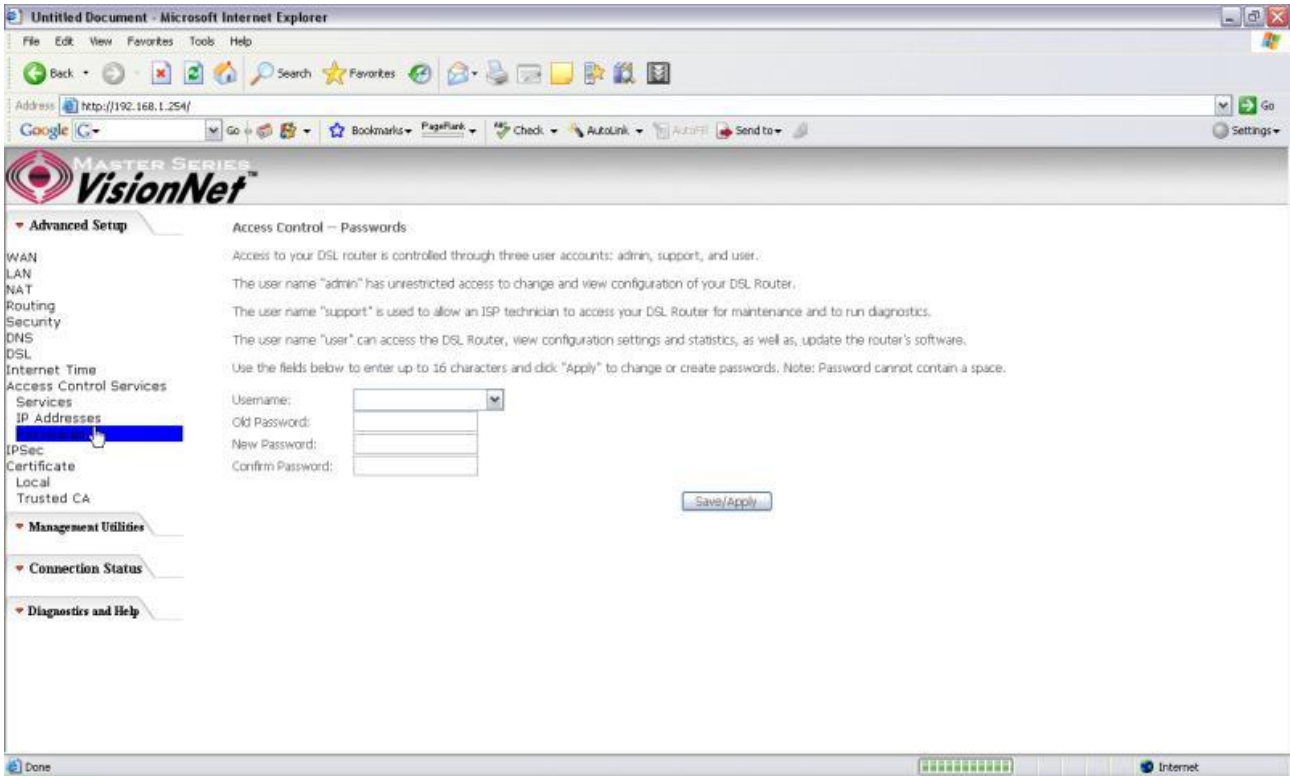 Untitled Document - Microsoft Internet Explorer
File Edit View Favorites Tools Help
Back Search Favorites
Address http://192.168.1.254/ Go
Google Go Bookmarks PageRank Check AutoLink AutoFill Send to Settings
MASTER SERIES
VisionNet™
Advanced Setup
WAN
LAN
NAT
Routing
Security
DNS
DSL
Internet Time
Access Control Services
Services
IP Addresses
IPSec
Certificate
Local
Trusted CA
Management Utilities
Connection Status
Diagnostics and Help
Access Control -- Passwords
Access to your DSL router is controlled through three user accounts: admin, support, and user.
The user name "admin" has unrestricted access to change and view configuration of your DSL Router.
The user name "support" is used to allow an ISP technician to access your DSL Router for maintenance and to run diagnostics.
The user name "user" can access the DSL Router, view configuration settings and statistics, as well as, update the router's software.
Use the fields below to enter up to 16 characters and click "Apply" to change or create passwords. Note: Password cannot contain a space.
Username:
Old Password:
New Password:
Confirm Password:
Save/Apply
Done Internet